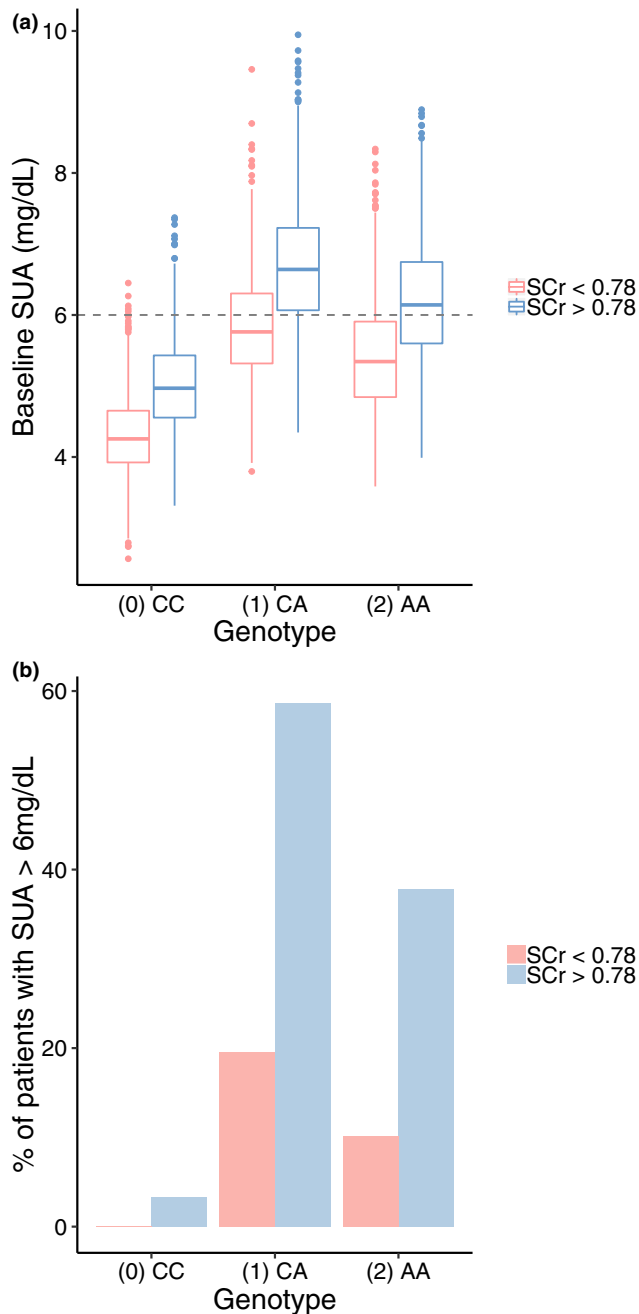 (a)
Baseline SUA (mg/dL)
10
8
6
4
(0) CC
(1) CA
(2) AA
Genotype
SCr < 0.78
SCr > 0.78
(b)
% of patients with SUA > 6mg/dL
60
40
20
0
(0) CC
(1) CA
(2) AA
Genotype
SCr < 0.78
SCr > 0.78